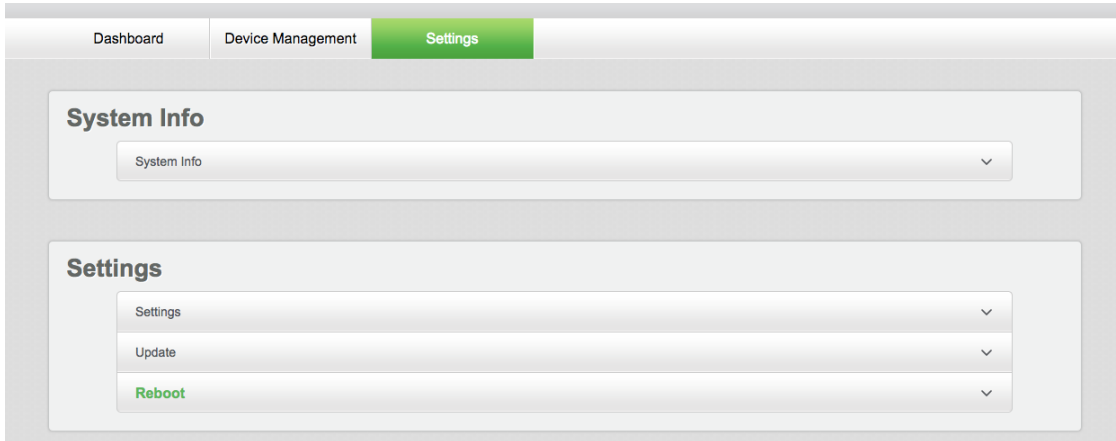 Dashboard Device Management Settings
System Info
System Info
Settings
Settings
Update
Reboot